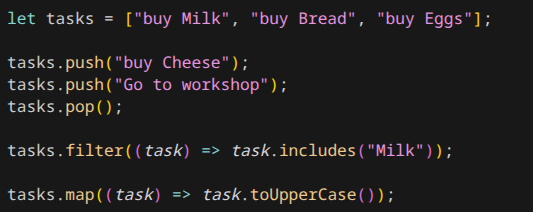 let tasks = ["buy Milk", "buy Bread", "buy Eggs"];
tasks.push("buy Cheese");
tasks.push("Go to workshop");
tasks.pop();
tasks.filter((task) => task.includes("Milk"));
tasks.map((task) => task.toUpperCase());